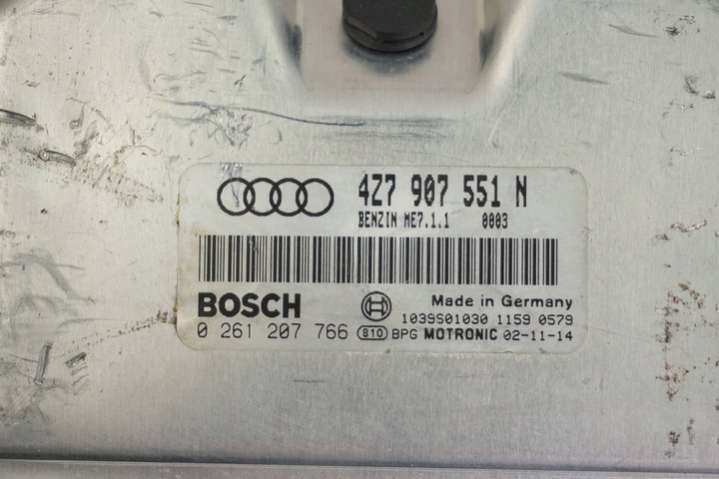 4Z7 907 551 N
BENZIN ME7.1.1 0003
BOSCH
Made in Germany
1039S01030 1159 0579
0 261 207 766 810 BPG MOTRONIC 02-11-14